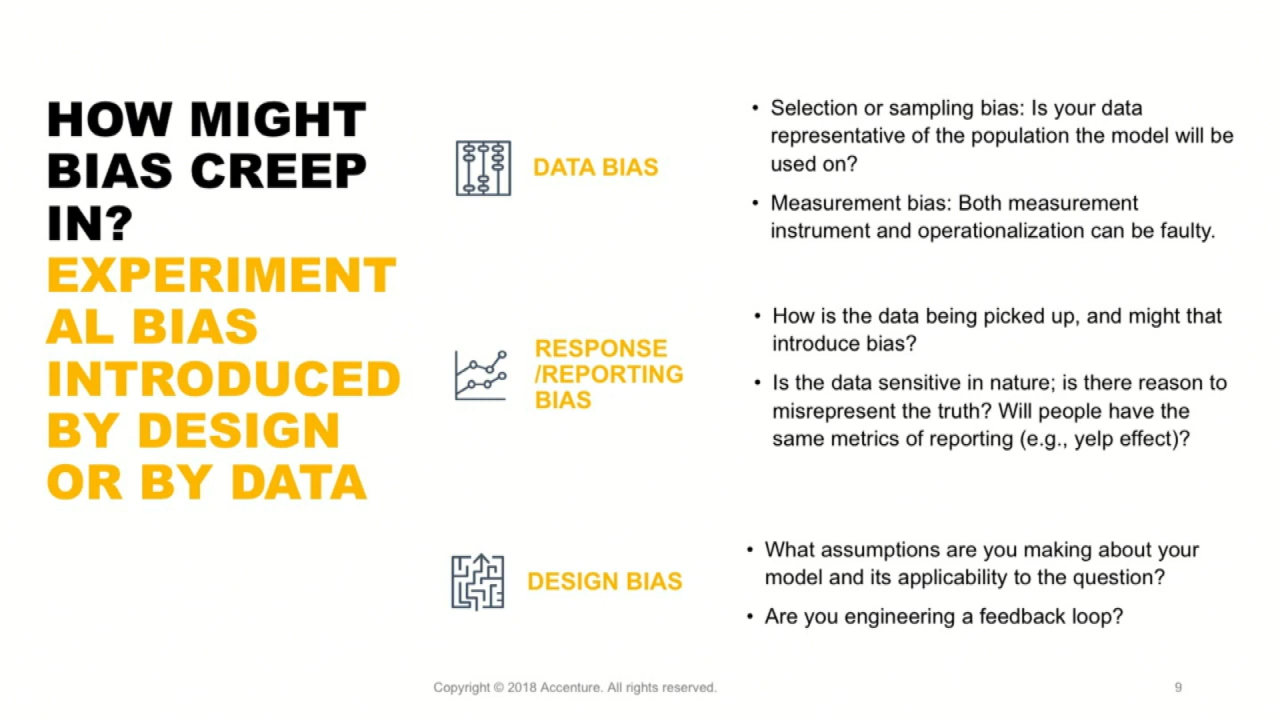 HOW MIGHT
BIAS CREEP
IN?
EXPERIMENT
AL BIAS
INTRODUCED
BY DESIGN
OR BY DATA
DATA BIAS
• Selection or sampling bias: Is your data
representative of the population the model will be
used on?
• Measurement bias: Both measurement
instrument and operationalization can be faulty.
RESPONSE
/REPORTING
BIAS
• How is the data being picked up, and might that
introduce bias?
• Is the data sensitive in nature; is there reason to
misrepresent the truth? Will people have the
same metrics of reporting (e.g., yelp effect)?
DESIGN BIAS
• What assumptions are you making about your
model and its applicability to the question?
• Are you engineering a feedback loop?
Copyright © 2018 Accenture. All rights reserved.
9